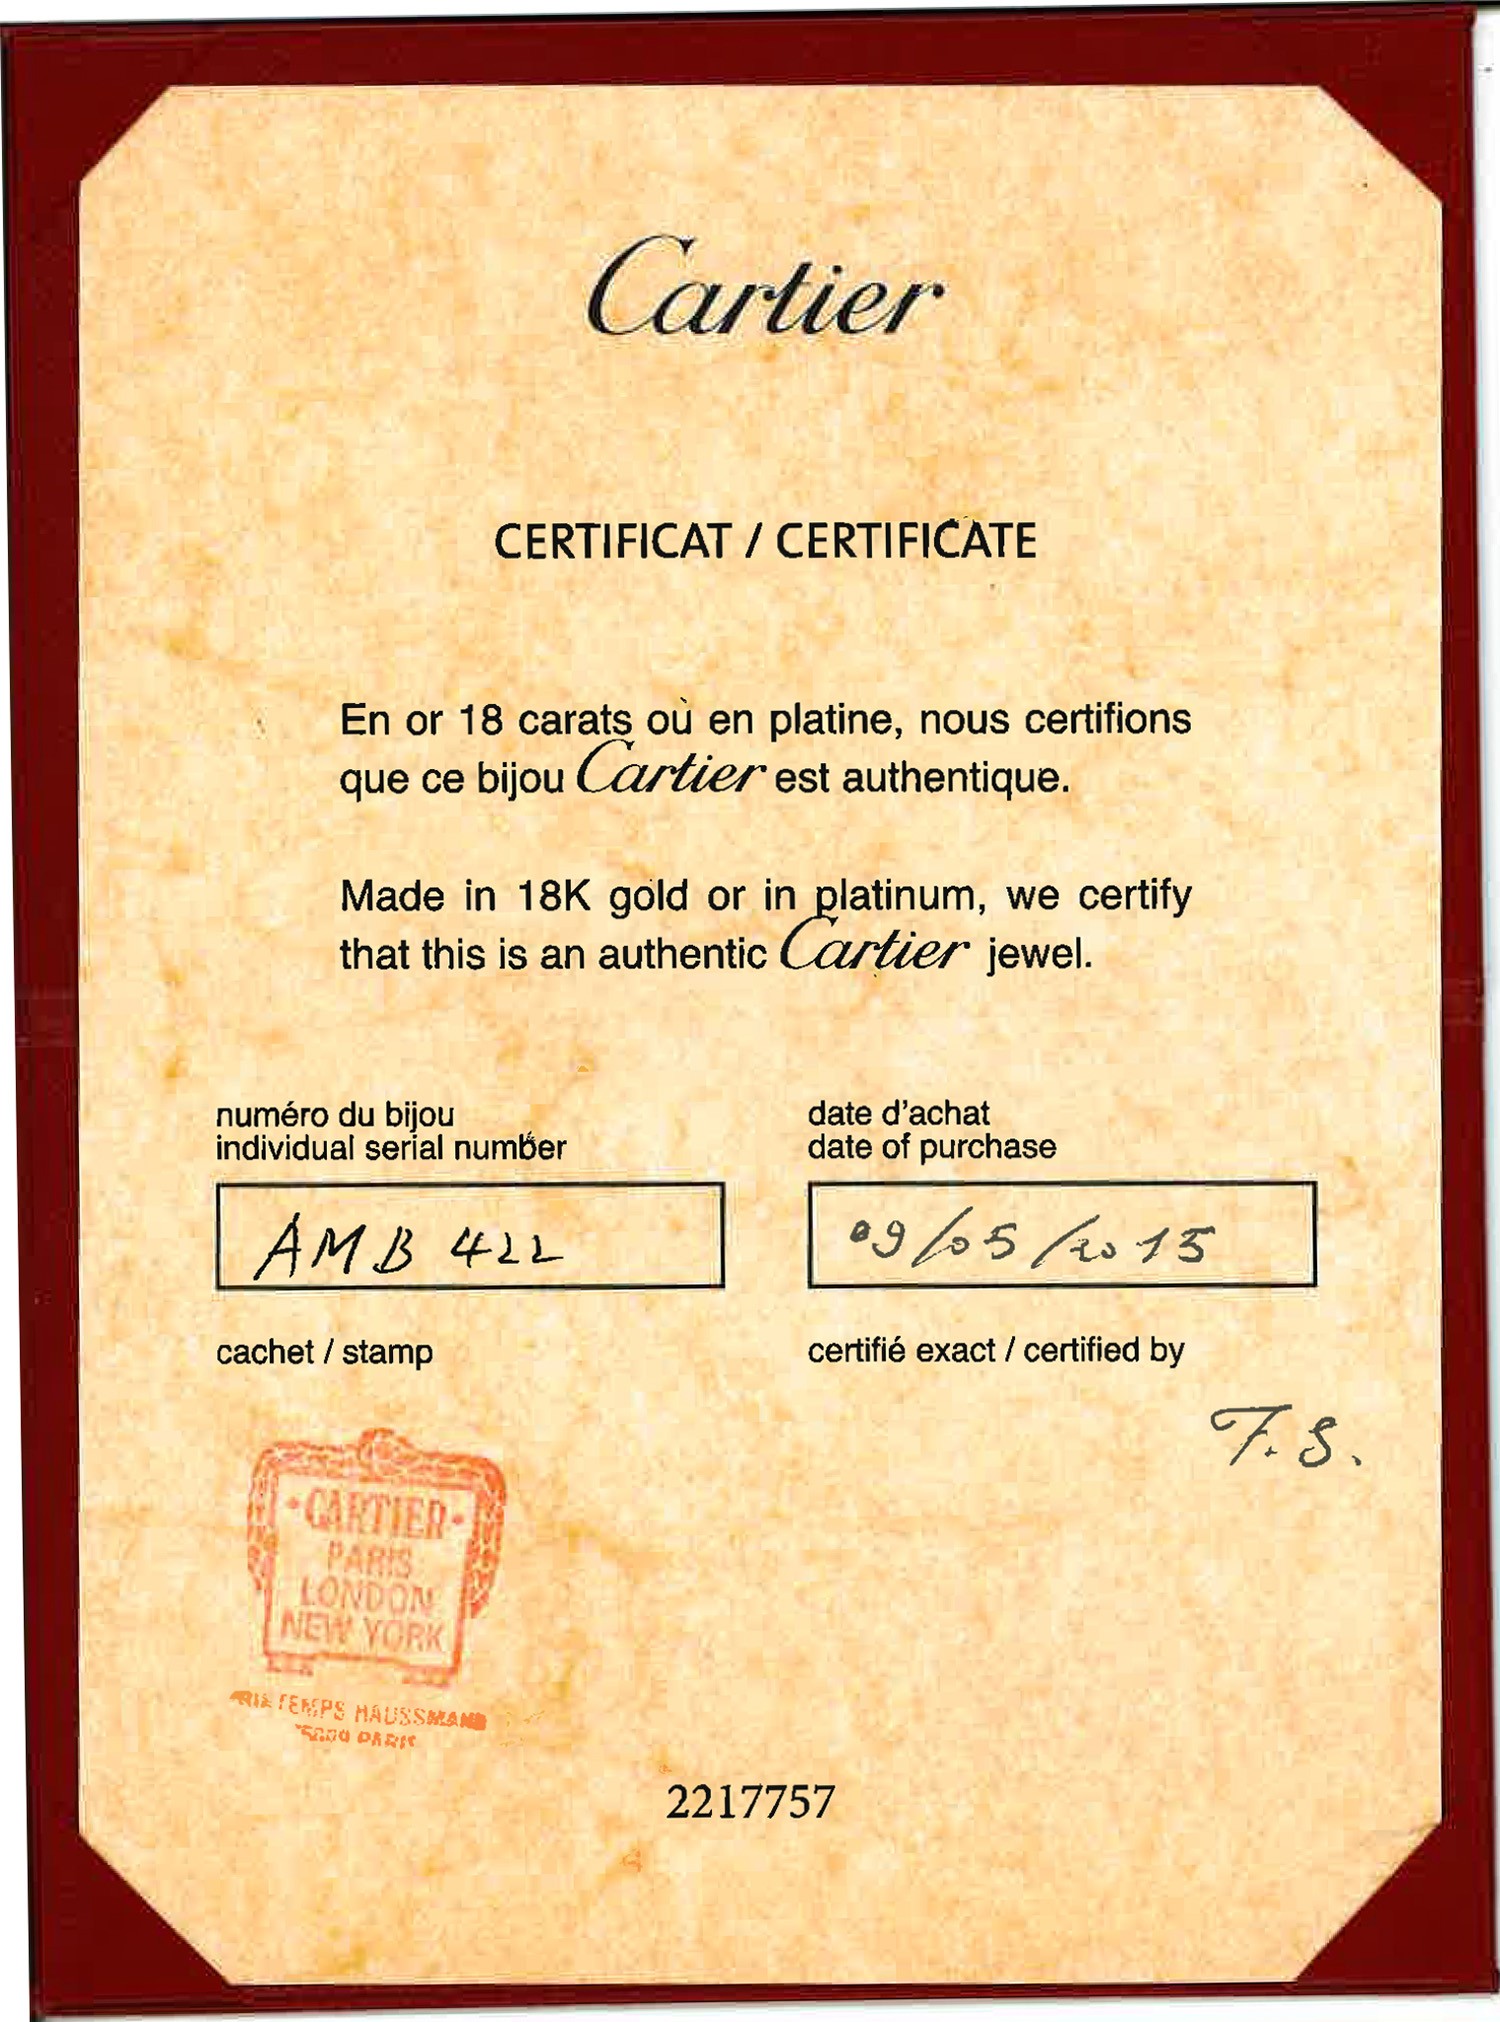 Cartier
CERTIFICAT / CERTIFICATE
En or 18 carats où en platine, nous certifions
que ce bijou Cartier est authentique.
Made in 18K gold or in platinum, we certify
that this is an authentic Cartier jewel.
numéro du bijou
individual serial number
AMB 422
date d'achat
date of purchase
09/05/2015
cachet / stamp
certifié exact / certified by
F.S.
·CARTIER·
PARIS
LONDON
NEW YORK
HAUSSMANN
PARIS
2217757